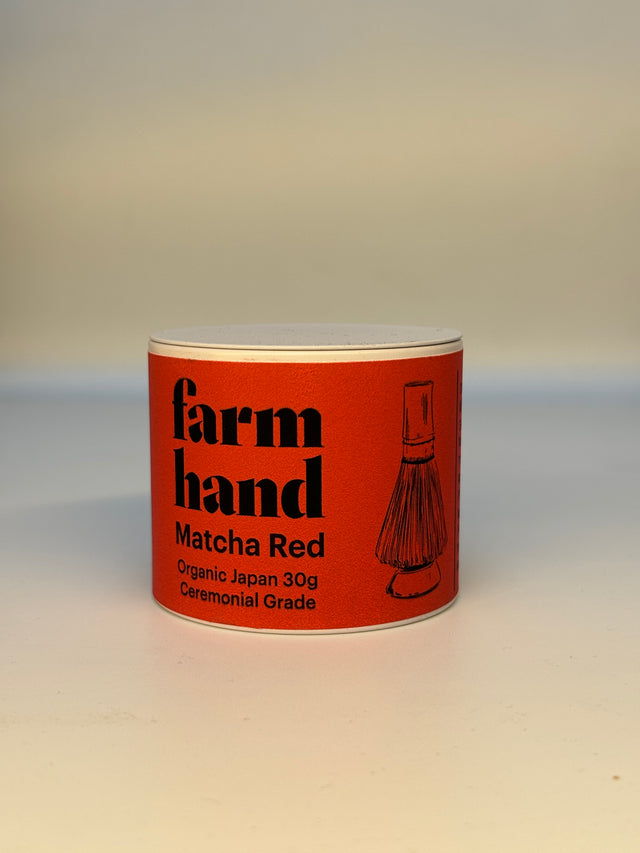 farm
hand
Matcha Red
Organic Japan 30g
Ceremonial Grade